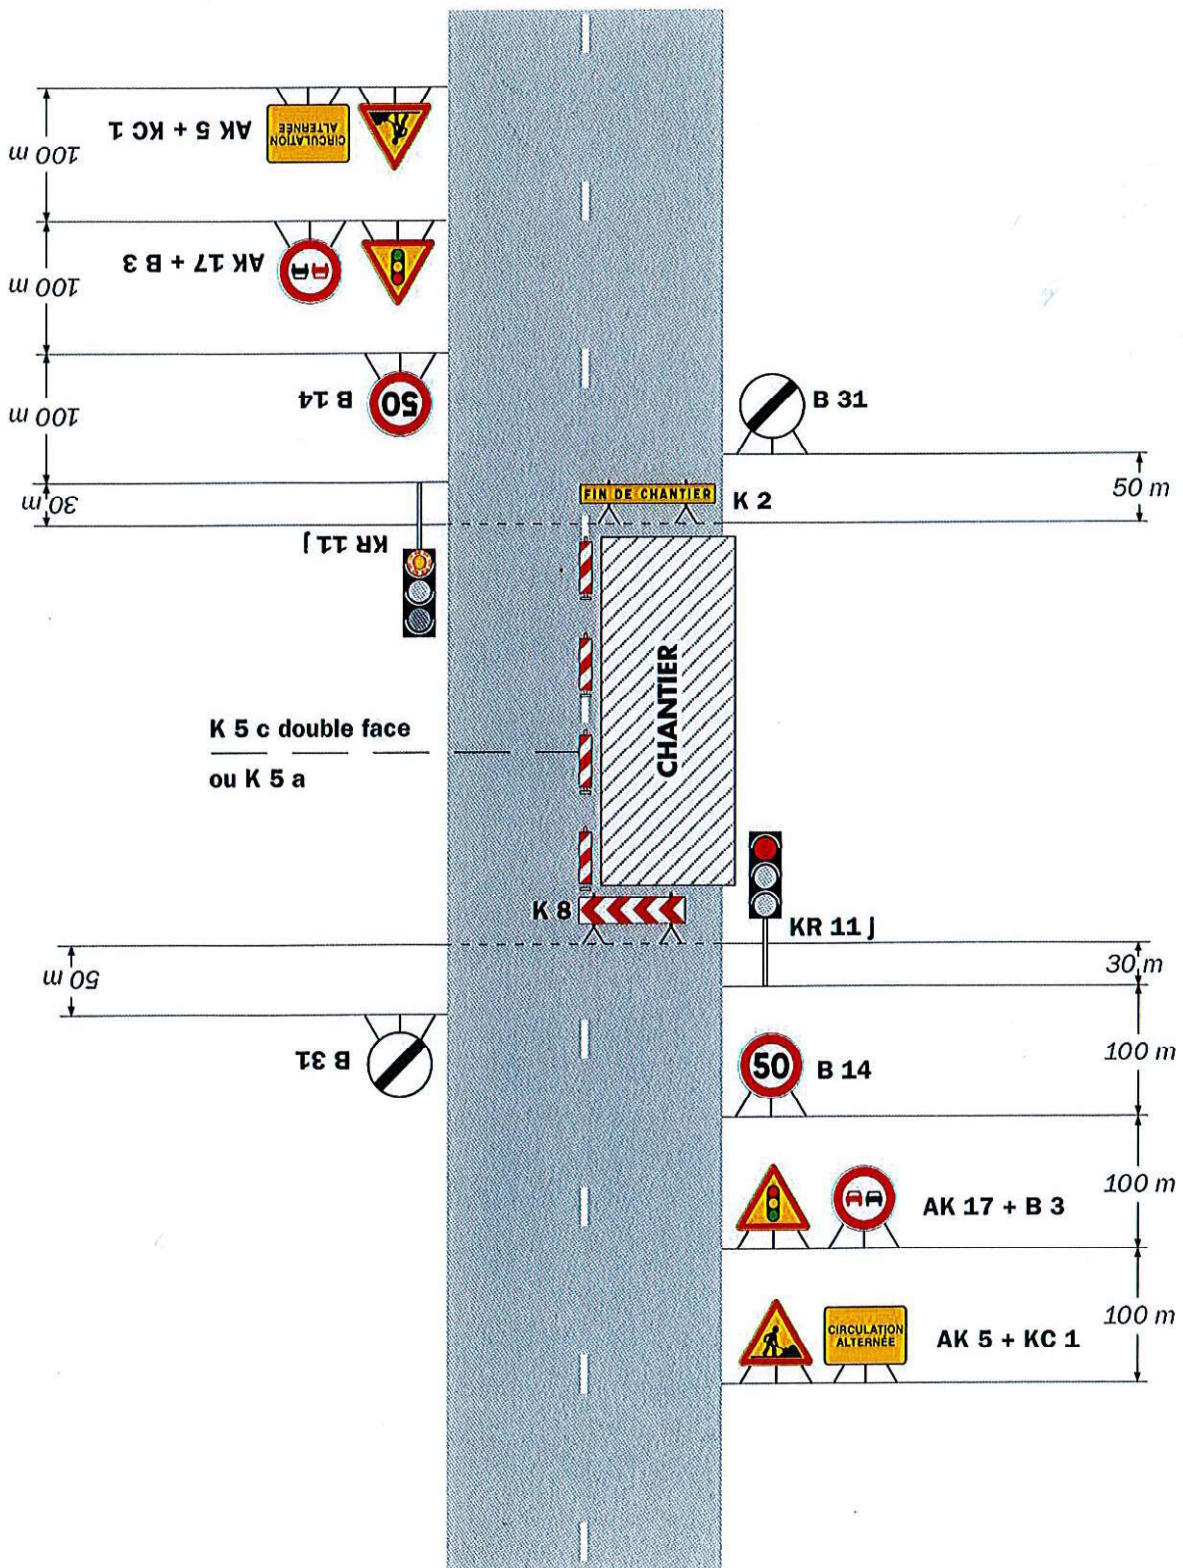 AK 5 + KC 1
CIRCULATION
ALTERNÉE
100 m
AK 17 + B 3
100 m
B 14
50
100 m
30 m
KR 11 j
B 31
50 m
FIN DE CHANTIER
K 2
CHANTIER
K 5 c double face
ou K 5 a
K 8
KR 11 j
30 m
50 m
B 31
50
B 14
100 m
AK 17 + B 3
100 m
CIRCULATION
ALTERNÉE
AK 5 + KC 1
100 m